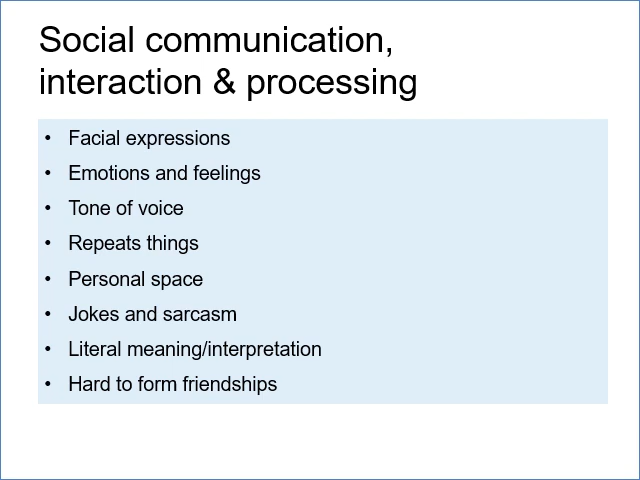 Social communication,
interaction & processing
• Facial expressions
• Emotions and feelings
• Tone of voice
• Repeats things
• Personal space
• Jokes and sarcasm
• Literal meaning/interpretation
• Hard to form friendships